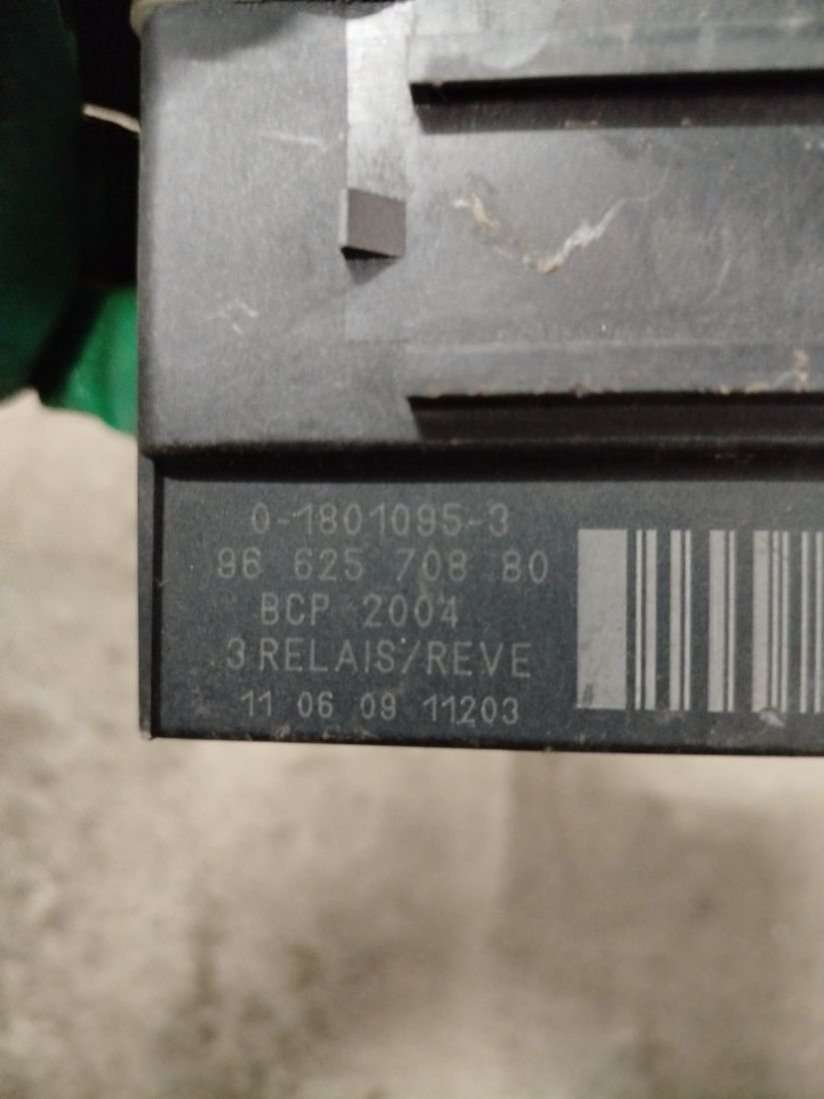 0-1801095-3
96 625 708 80
BCP 2004
3 RELAIS/REVE
11 06 09 11203